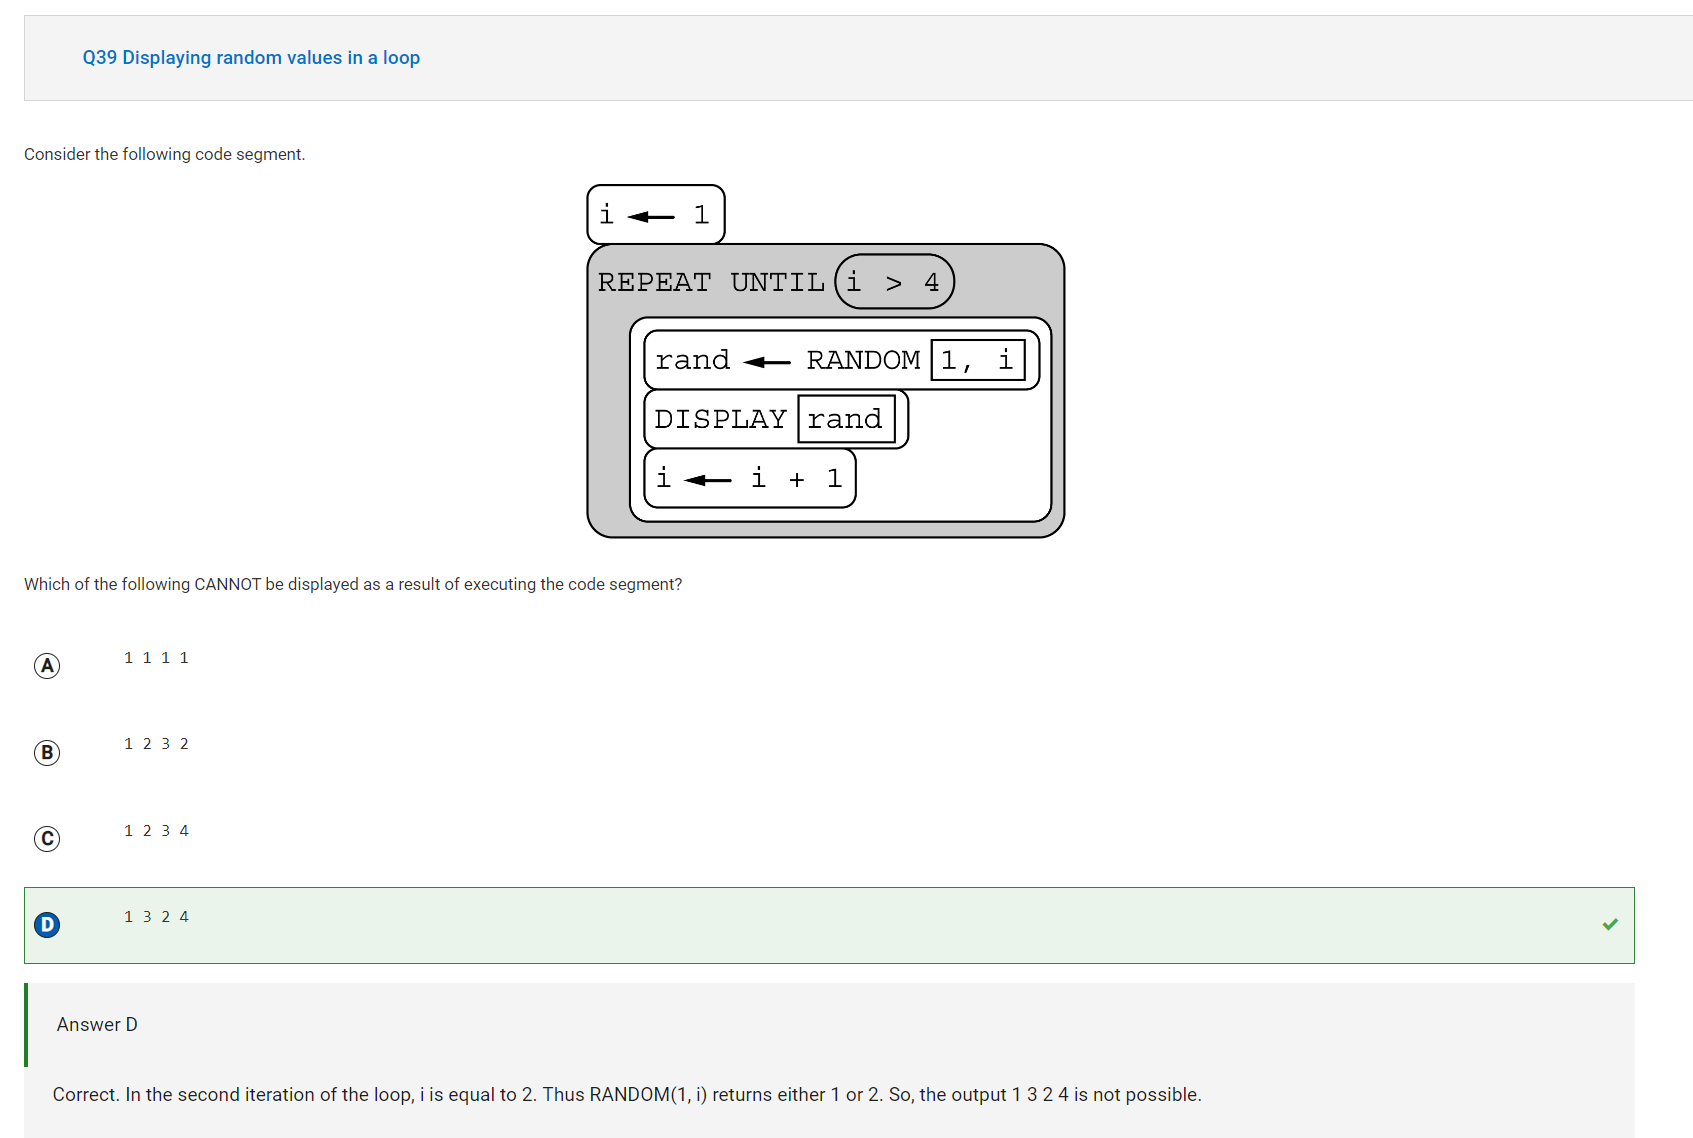 Q39 Displaying random values in a loop
Consider the following code segment.
i ← 1
REPEAT UNTIL i > 4
rand ← RANDOM 1, i
DISPLAY rand
i ← i + 1
Which of the following CANNOT be displayed as a result of executing the code segment?
A 1 1 1 1
B 1 2 3 2
C 1 2 3 4
D 1 3 2 4
Answer D
Correct. In the second iteration of the loop, i is equal to 2. Thus RANDOM(1, i) returns either 1 or 2. So, the output 1 3 2 4 is not possible.